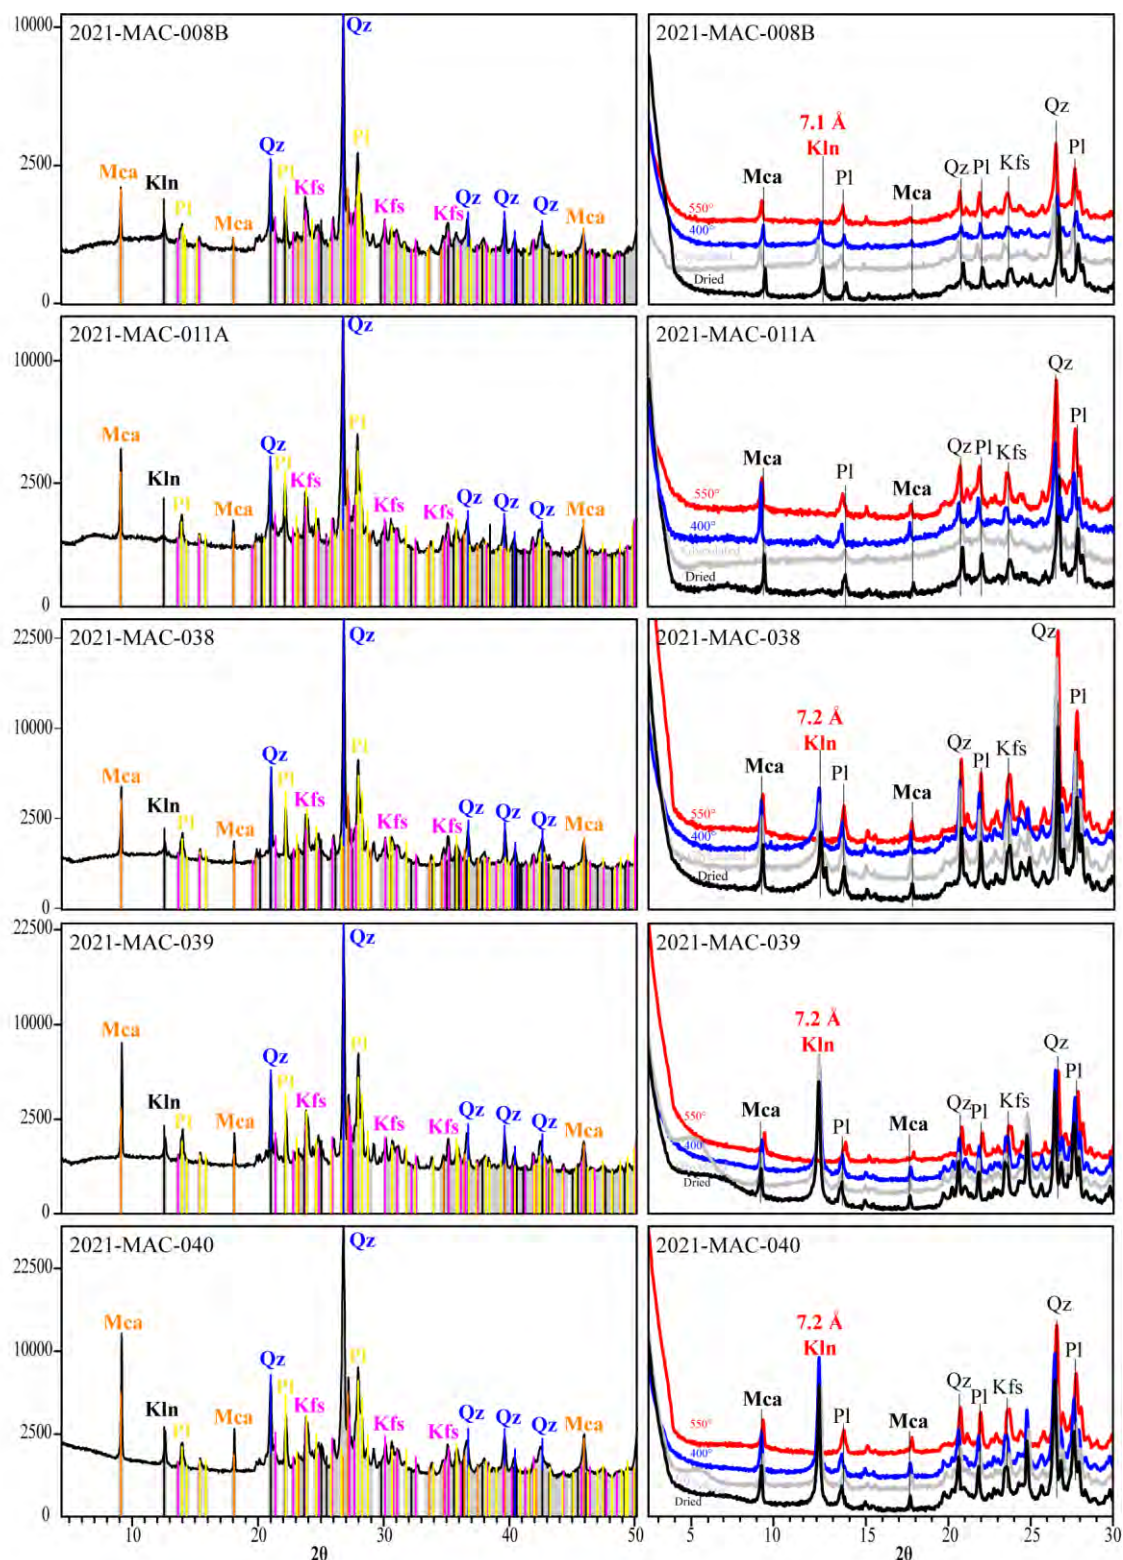 2021-MAC-008B
10000
2500
0
Mca
Kln
Pl
Mca
Qz
Pl
Kfs
Qz
Pl
Kfs
Kfs
Qz
Qz
Qz
Mca
2021-MAC-008B
7.1 Å
Kln
Mca
Pl
Mca
Qz
Pl
Kfs
Qz
Pl
550°
400°
Dried
2021-MAC-011A
10000
2500
0
Mca
Kln
Pl
Mca
Qz
Pl
Kfs
Qz
Pl
Kfs
Kfs
Qz
Qz
Qz
Mca
2021-MAC-011A
Mca
Pl
Mca
Qz
Pl
Kfs
Qz
Pl
550°
400°
Dried
2021-MAC-038
22500
10000
2500
0
Mca
Kln
Pl
Mca
Qz
Pl
Kfs
Qz
Pl
Kfs
Kfs
Qz
Qz
Qz
Mca
2021-MAC-038
7.2 Å
Kln
Mca
Pl
Mca
Qz
Pl
Kfs
Qz
Pl
550°
400°
Dried
2021-MAC-039
22500
10000
2500
0
Mca
Kln
Pl
Mca
Qz
Pl
Kfs
Qz
Pl
Kfs
Kfs
Qz
Qz
Qz
Mca
2021-MAC-039
7.2 Å
Kln
Mca
Pl
Mca
Qz
Pl
Kfs
Qz
Pl
550°
400°
Dried
2021-MAC-040
22500
10000
2500
0
Mca
Kln
Pl
Mca
Qz
Pl
Kfs
Qz
Pl
Kfs
Kfs
Qz
Qz
Qz
Mca
2021-MAC-040
7.2 Å
Kln
Mca
Pl
Mca
Qz
Pl
Kfs
Qz
Pl
550°
400°
Dried
10 20 30 40 50
2θ
5 10 15 20 25 30
2θ